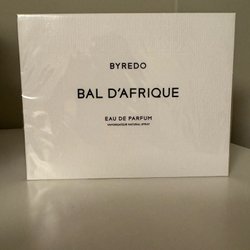 BYREDO
BAL D'AFRIQUE
EAU DE PARFUM
VAPORISATEUR NATURAL SPRAY